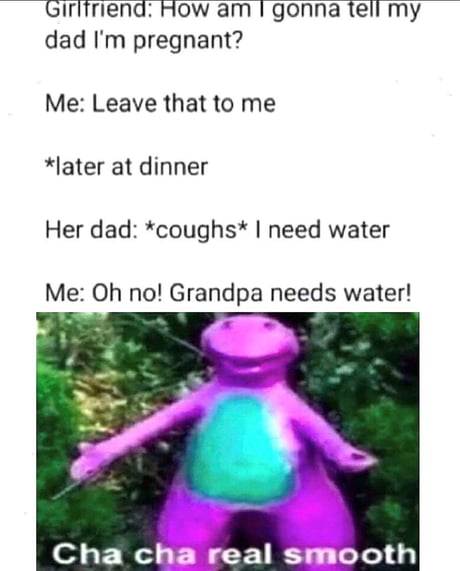 Girlfriend: How am I gonna tell my
dad I'm pregnant?
Me: Leave that to me
*later at dinner
Her dad: *coughs* I need water
Me: Oh no! Grandpa needs water!
Cha cha real smooth